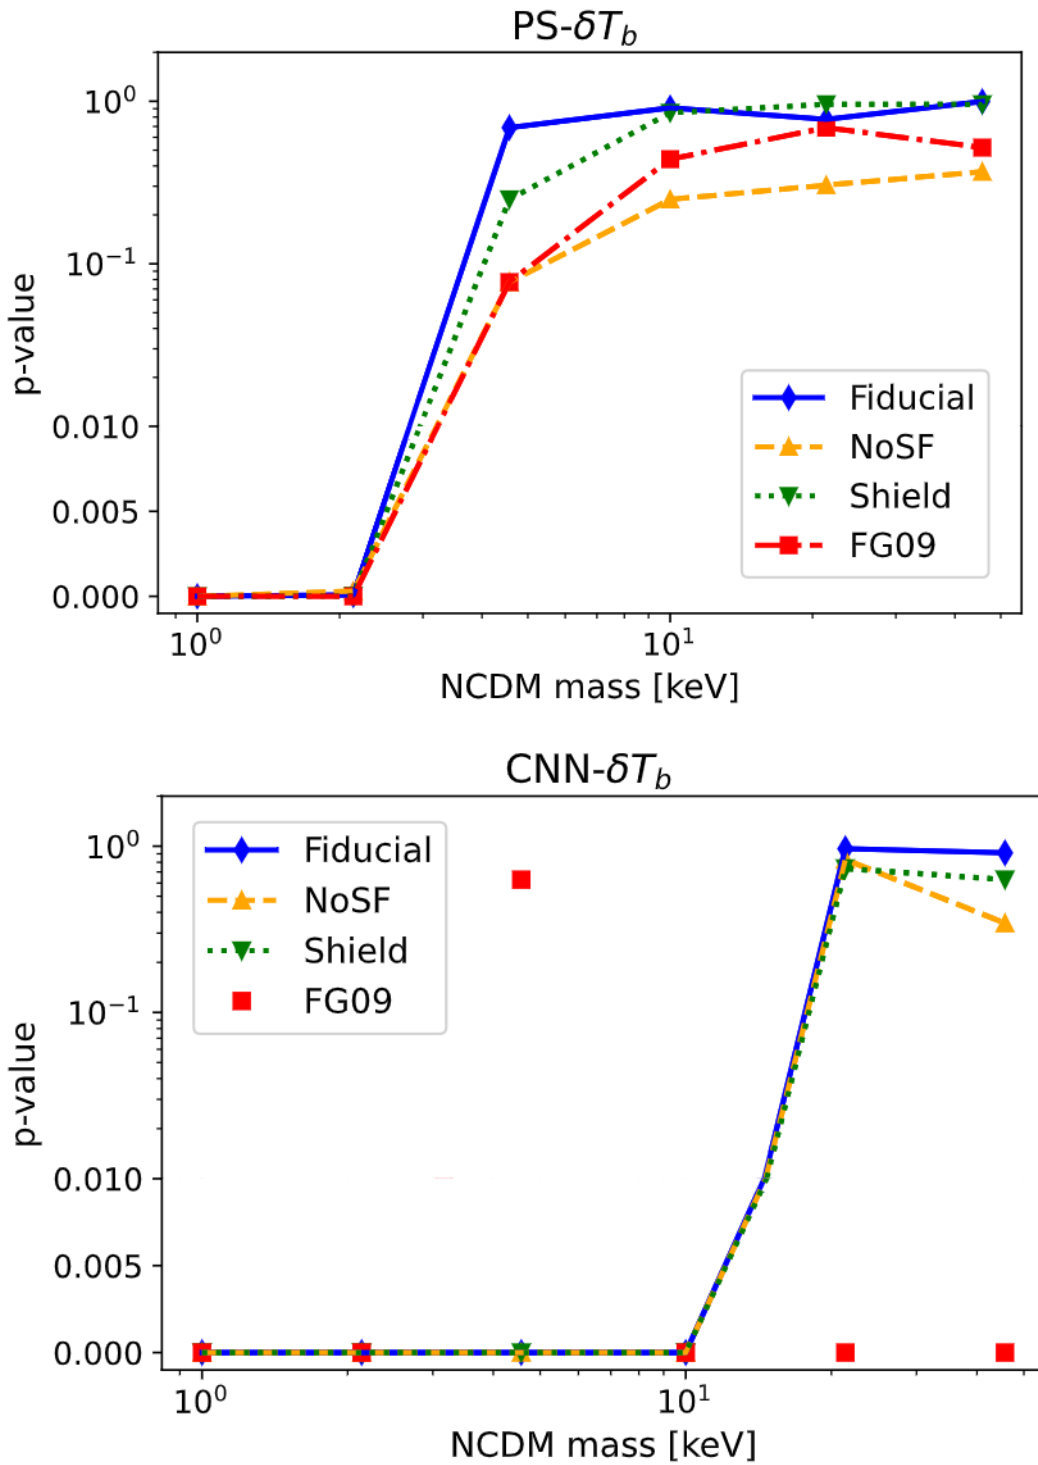 PS-δT_b
10^0
10^−1
0.010
0.005
0.000
p-value
Fiducial
NoSF
Shield
FG09
10^0 10^1
NCDM mass [keV]
CNN-δT_b
10^0
10^−1
0.010
0.005
0.000
p-value
Fiducial
NoSF
Shield
FG09
10^0 10^1
NCDM mass [keV]